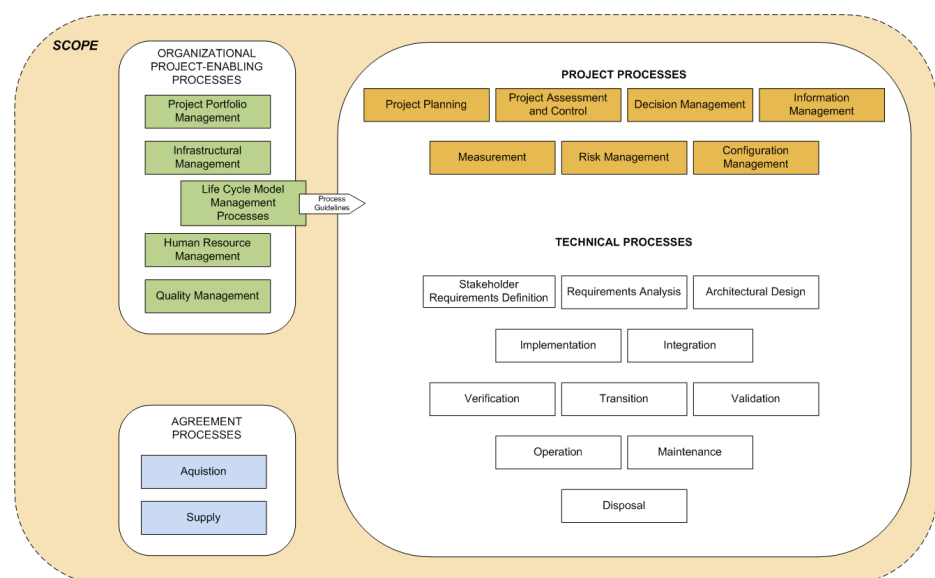 SCOPE
ORGANIZATIONAL
PROJECT-ENABLING
PROCESSES
Project Portfolio
Management
Infrastructural
Management
Life Cycle Model
Management
Processes
Human Resource
Management
Quality Management
Process
Guidelines
AGREEMENT
PROCESSES
Aquistion
Supply
PROJECT PROCESSES
Project Planning
Project Assessment
and Control
Decision Management
Information
Management
Measurement
Risk Management
Configuration
Management
TECHNICAL PROCESSES
Stakeholder
Requirements Definition
Requirements Analysis
Architectural Design
Implementation
Integration
Verification
Transition
Validation
Operation
Maintenance
Disposal